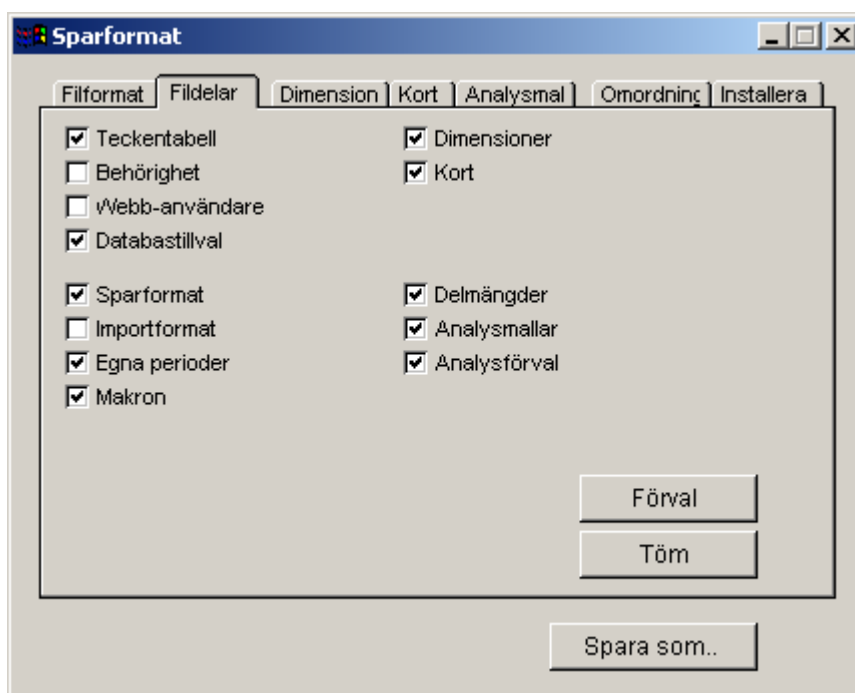 Sparformat
Filformat Fildelar Dimension Kort Analysmal Omordning Installera
Teckentabell
Behörighet
Webb-användare
Databastillval
Dimensioner
Kort
Sparformat
Importformat
Egna perioder
Makron
Delmängder
Analysmallar
Analysförval
Förval
Töm
Spara som..